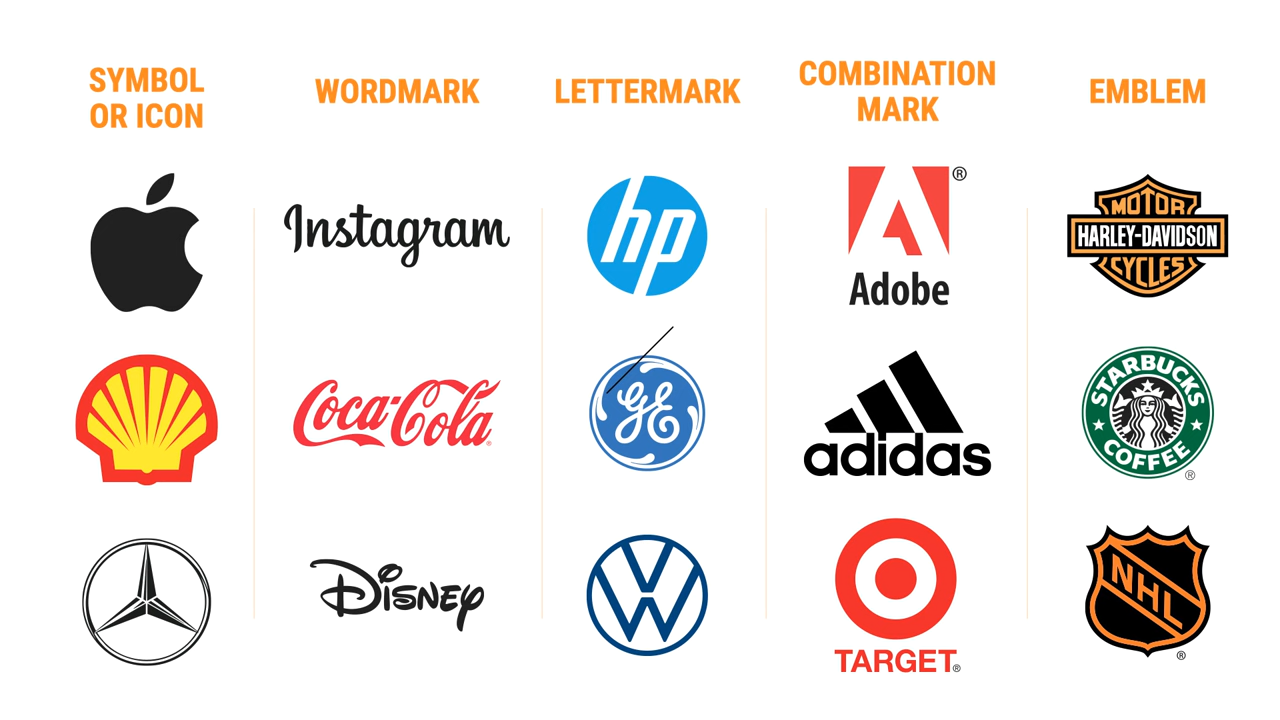 SYMBOL
OR ICON
WORDMARK
LETTERMARK
COMBINATION
MARK
EMBLEM
Instagram
hp
A®
Adobe
MOTOR
HARLEY-DAVIDSON
CYCLES
Coca-Cola®
GE
adidas
STARBUCKS
COFFEE
®
Disney
VW
TARGET®
NHL
®